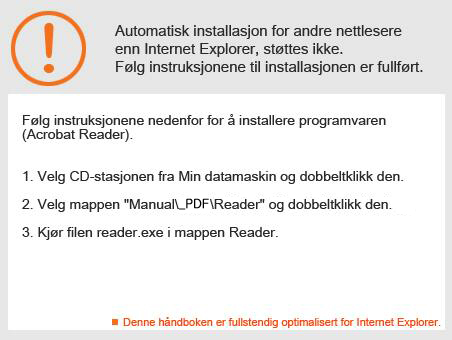 Automatisk installasjon for andre nettlesere
enn Internet Explorer, støttes ikke.
Følg instruksjonene til installasjonen er fullført.
Følg instruksjonene nedenfor for å installere programvaren
(Acrobat Reader).
1. Velg CD-stasjonen fra Min datamaskin og dobbeltklikk den.
2. Velg mappen "Manual\_PDF\Reader" og dobbeltklikk den.
3. Kjør filen reader.exe i mappen Reader.
Denne håndboken er fullstendig optimalisert for Internet Explorer.